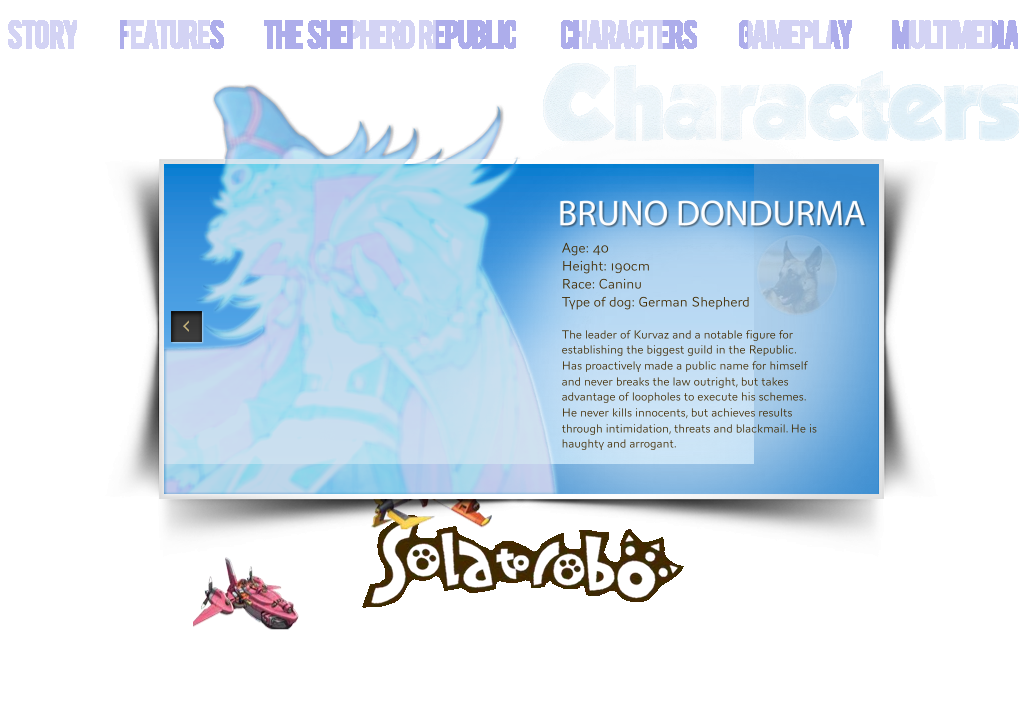 STORY FEATURES THE SHEPHERD REPUBLIC CHARACTERS GAMEPLAY MULTIMEDIA
Characters
BRUNO DONDURMA
Age: 40
Height: 190cm
Race: Caninu
Type of dog: German Shepherd
The leader of Kurvaz and a notable figure for
establishing the biggest guild in the Republic.
Has proactively made a public name for himself
and never breaks the law outright, but takes
advantage of loopholes to execute his schemes.
He never kills innocents, but achieves results
through intimidation, threats and blackmail. He is
haughty and arrogant.
Solatorobo